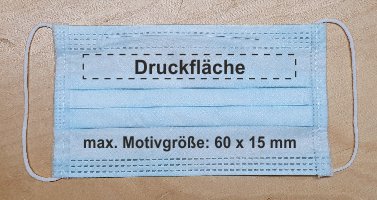 Druckfläche
max. Motivgröße: 60 x 15 mm